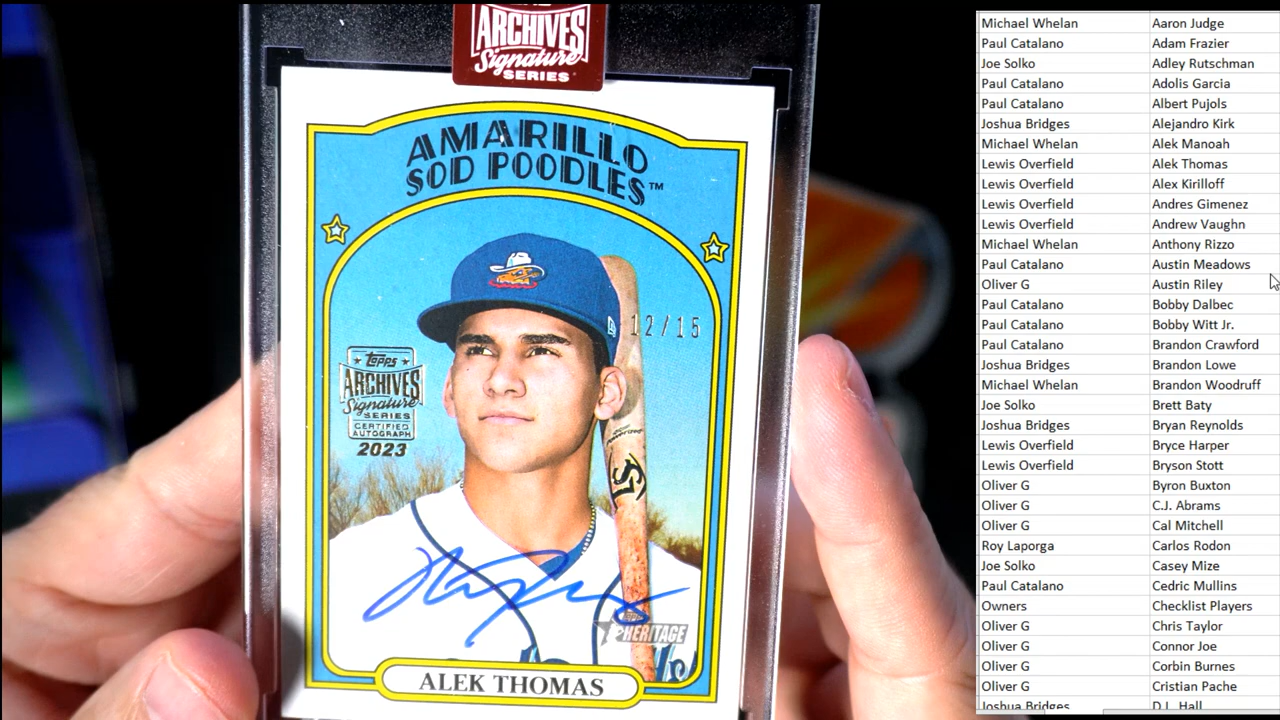 ARCHIVES
Signature
SERIES
AMARILLO
SOD POODLES™
12/15
Topps
ARCHIVES
Signature
SERIES
CERTIFIED
AUTOGRAPH
2023
HERITAGE
ALEK THOMAS
Michael Whelan Aaron Judge
Paul Catalano Adam Frazier
Joe Solko Adley Rutschman
Paul Catalano Adolis Garcia
Paul Catalano Albert Pujols
Joshua Bridges Alejandro Kirk
Michael Whelan Alek Manoah
Lewis Overfield Alek Thomas
Lewis Overfield Alex Kirilloff
Lewis Overfield Andres Gimenez
Lewis Overfield Andrew Vaughn
Michael Whelan Anthony Rizzo
Paul Catalano Austin Meadows
Oliver G Austin Riley
Paul Catalano Bobby Dalbec
Paul Catalano Bobby Witt Jr.
Paul Catalano Brandon Crawford
Joshua Bridges Brandon Lowe
Michael Whelan Brandon Woodruff
Joe Solko Brett Baty
Joshua Bridges Bryan Reynolds
Lewis Overfield Bryce Harper
Lewis Overfield Bryson Stott
Oliver G Byron Buxton
Oliver G C.J. Abrams
Oliver G Cal Mitchell
Roy Laporga Carlos Rodon
Joe Solko Casey Mize
Paul Catalano Cedric Mullins
Owners Checklist Players
Oliver G Chris Taylor
Oliver G Connor Joe
Oliver G Corbin Burnes
Oliver G Cristian Pache
Joshua Bridges D.L. Hall